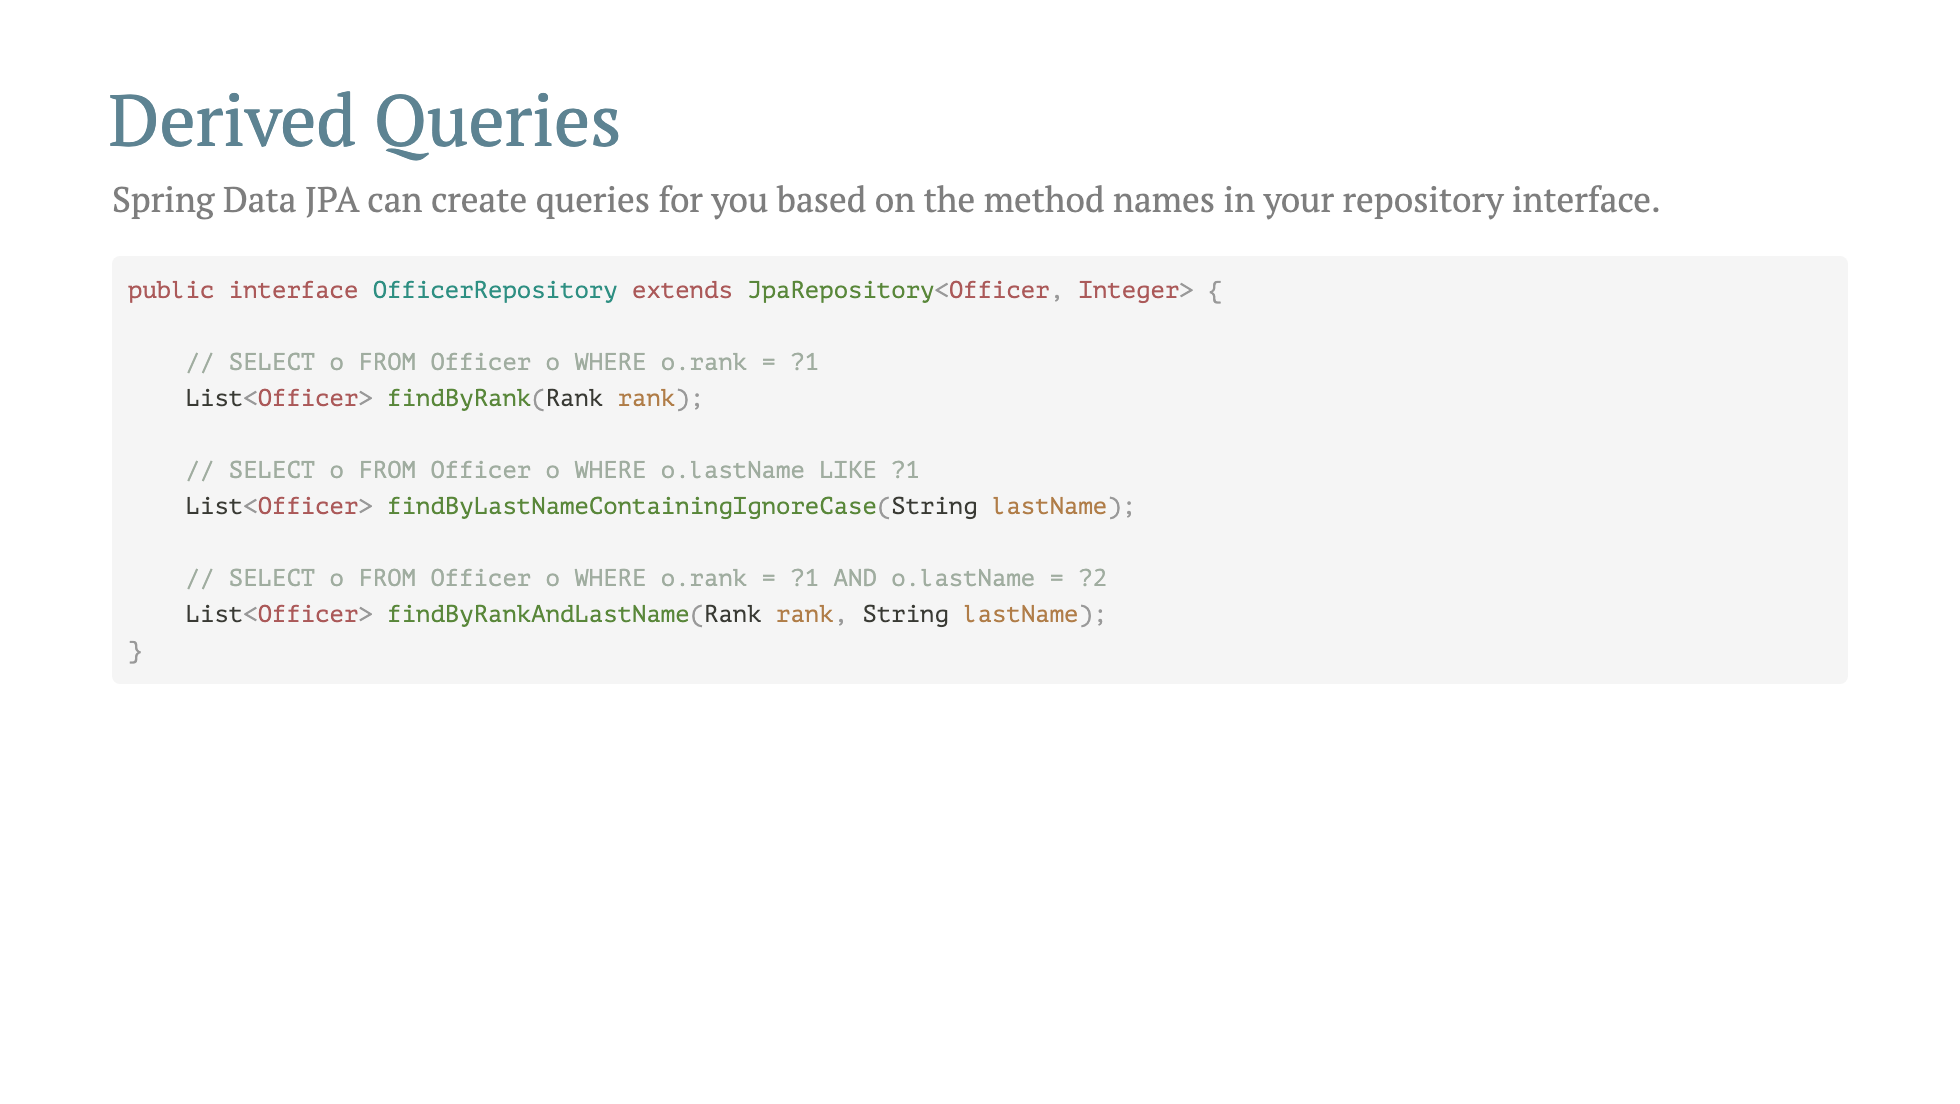 Derived Queries
Spring Data JPA can create queries for you based on the method names in your repository interface.
public interface OfficerRepository extends JpaRepository<Officer, Integer> {
    // SELECT o FROM Officer o WHERE o.rank = ?1
    List<Officer> findByRank(Rank rank);
    // SELECT o FROM Officer o WHERE o.lastName LIKE ?1
    List<Officer> findByLastNameContainingIgnoreCase(String lastName);
    // SELECT o FROM Officer o WHERE o.rank = ?1 AND o.lastName = ?2
    List<Officer> findByRankAndLastName(Rank rank, String lastName);
}